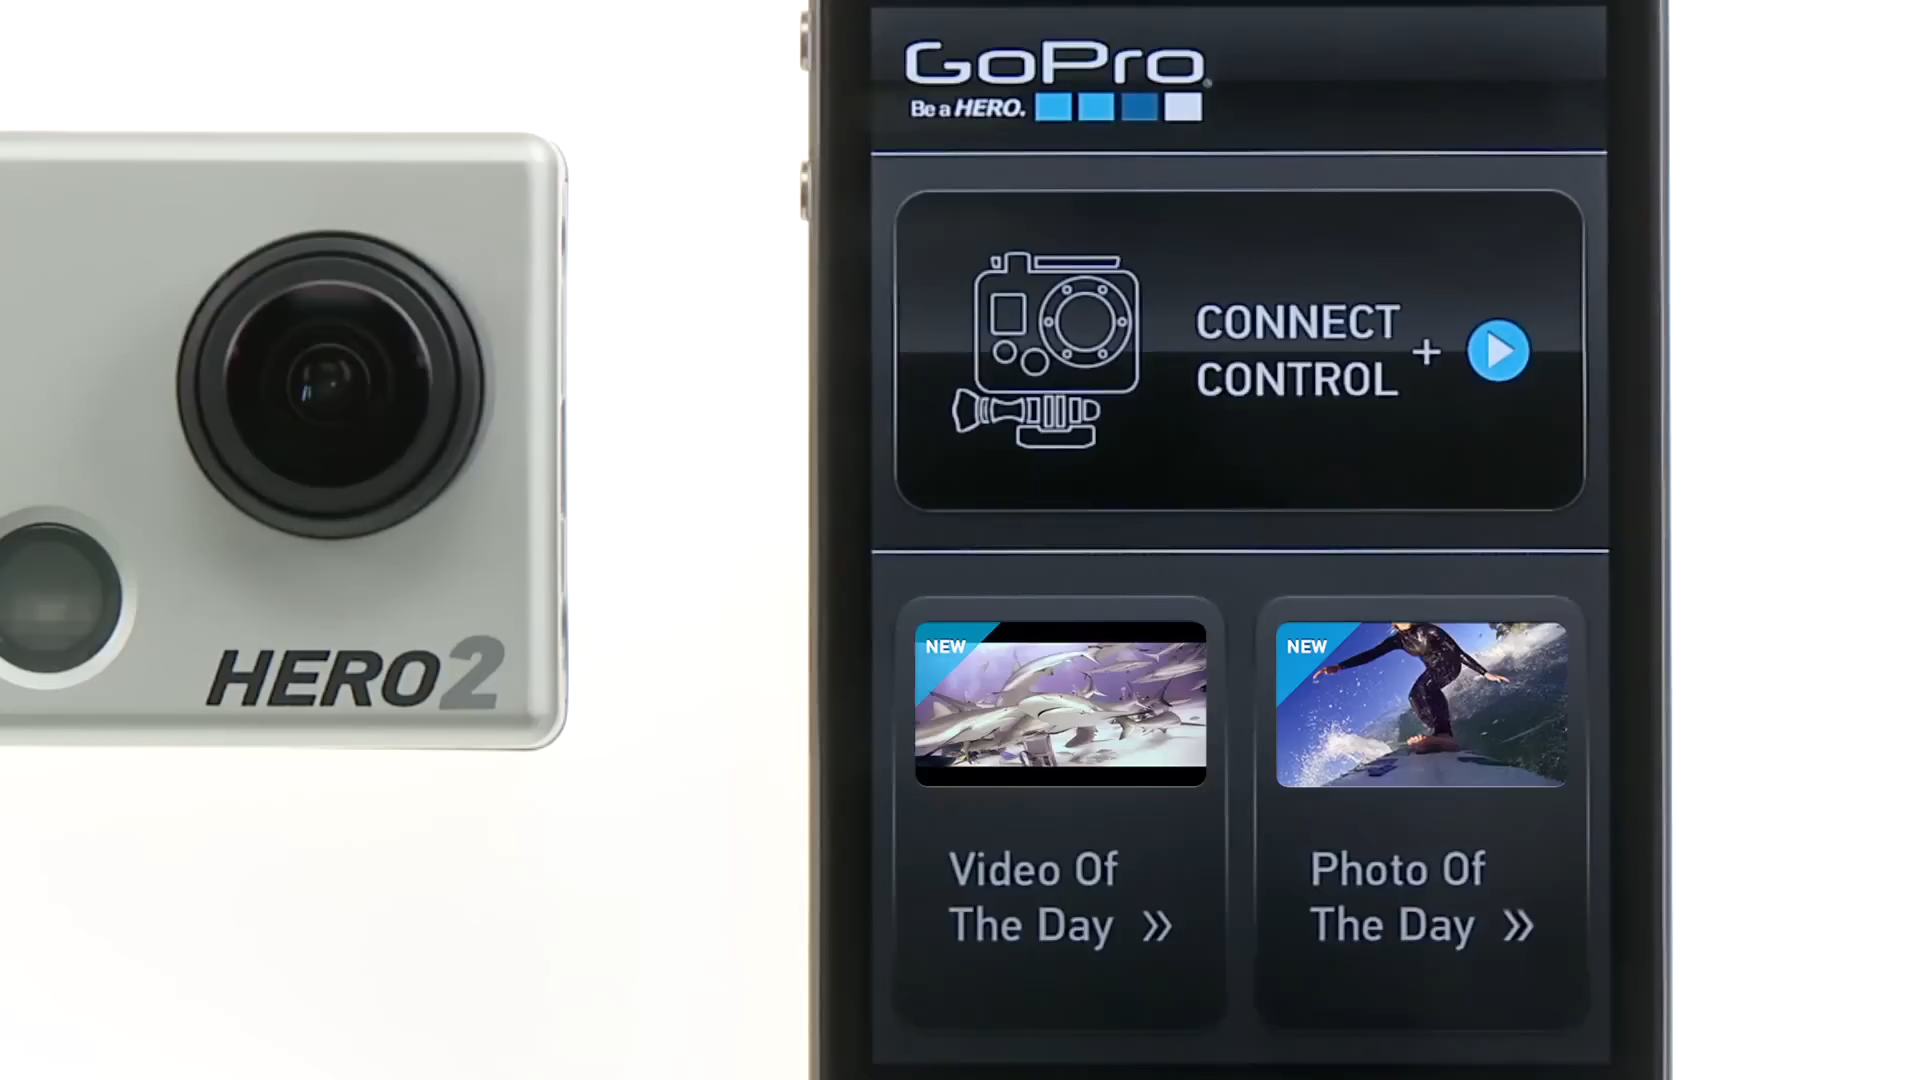 GoPro®
Be a HERO.
CONNECT
CONTROL +
HERO2
NEW
NEW
Video Of
The Day »
Photo Of
The Day »